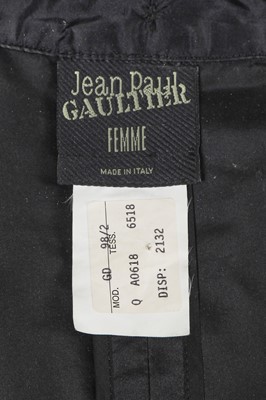 Jean Paul
GAULTIER
FEMME
MADE IN ITALY
GD 98/2 6518
MOD. TESS.
Q A0618
DISP: 2132